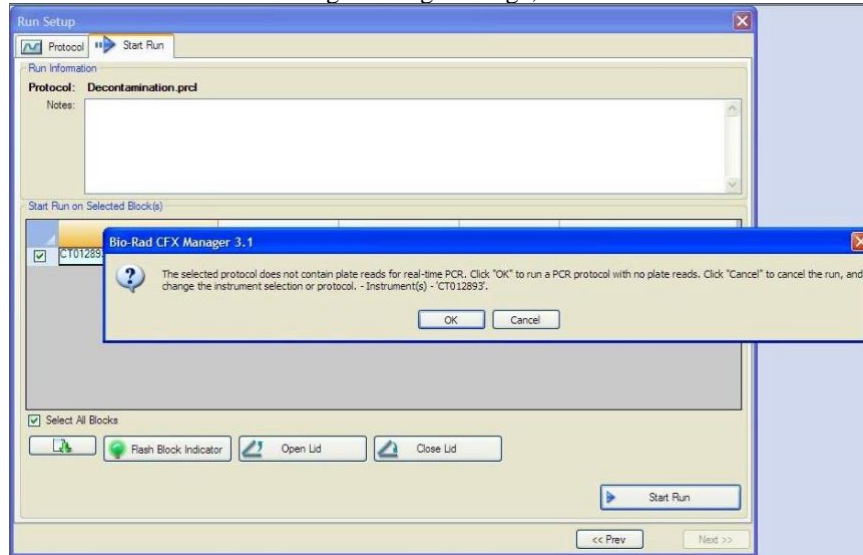 Run Setup
Protocol
Start Run
Run Information
Protocol: Decontamination.prcl
Notes:
Start Run on Selected Block(s)
Bio-Rad CFX Manager 3.1
The selected protocol does not contain plate reads for real-time PCR. Click "OK" to run a PCR protocol with no plate reads. Click "Cancel" to cancel the run, and
change the instrument selection or protocol. - Instrument(s) - 'CT012893'.
OK Cancel
Select All Blocks
Flash Block Indicator Open Lid Close Lid
Start Run
<< Prev Next >>